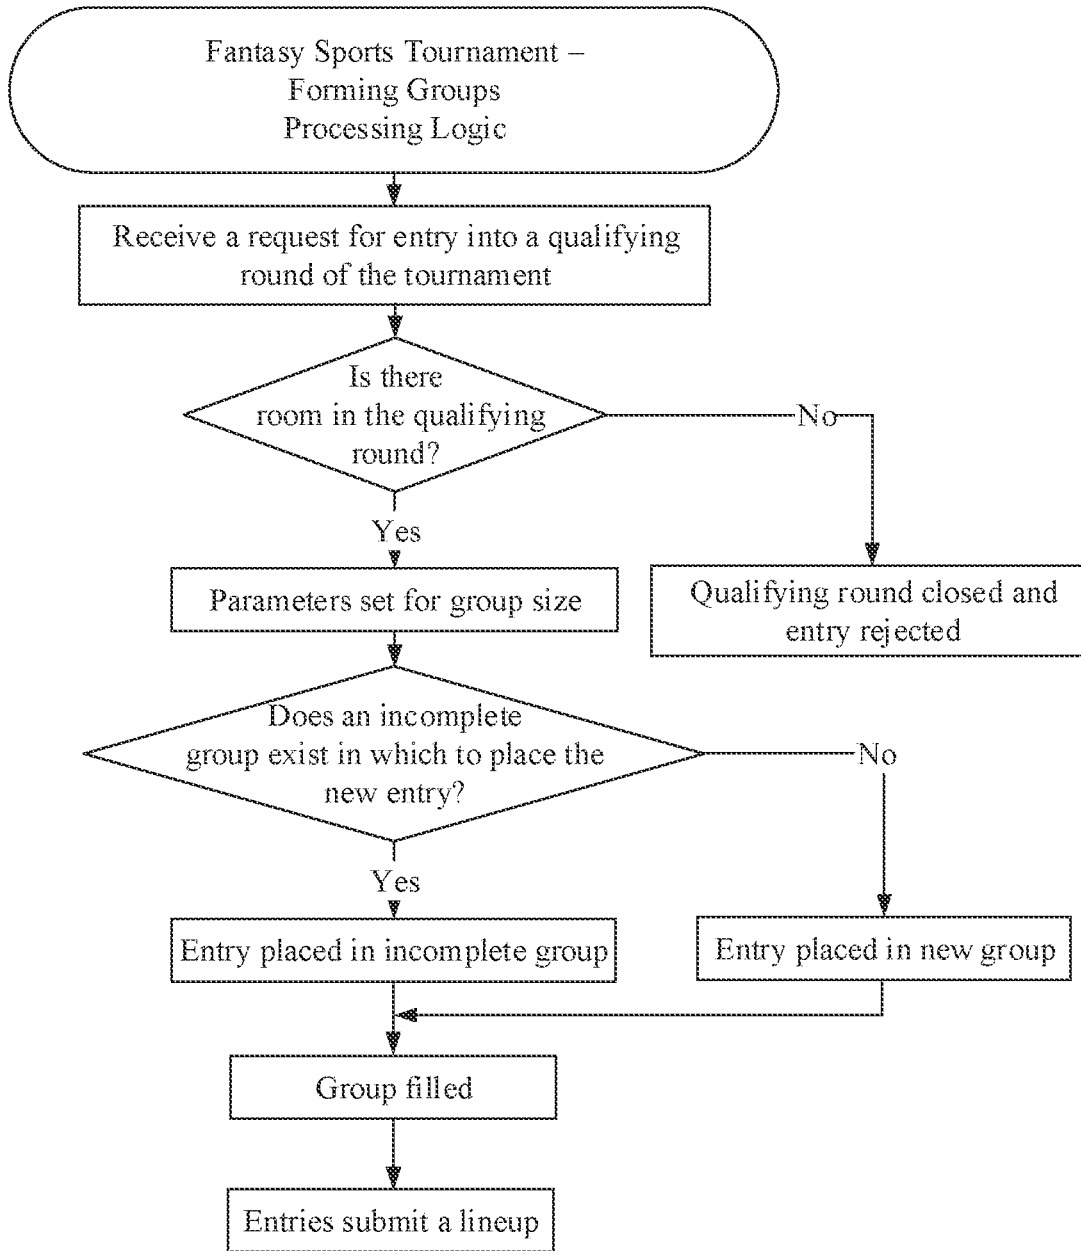 Fantasy Sports Tournament –
Forming Groups
Processing Logic
Receive a request for entry into a qualifying
round of the tournament
Is there
room in the qualifying
round?
No
Yes
Parameters set for group size
Qualifying round closed and
entry rejected
Does an incomplete
group exist in which to place the
new entry?
No
Yes
Entry placed in incomplete group
Entry placed in new group
Group filled
Entries submit a lineup